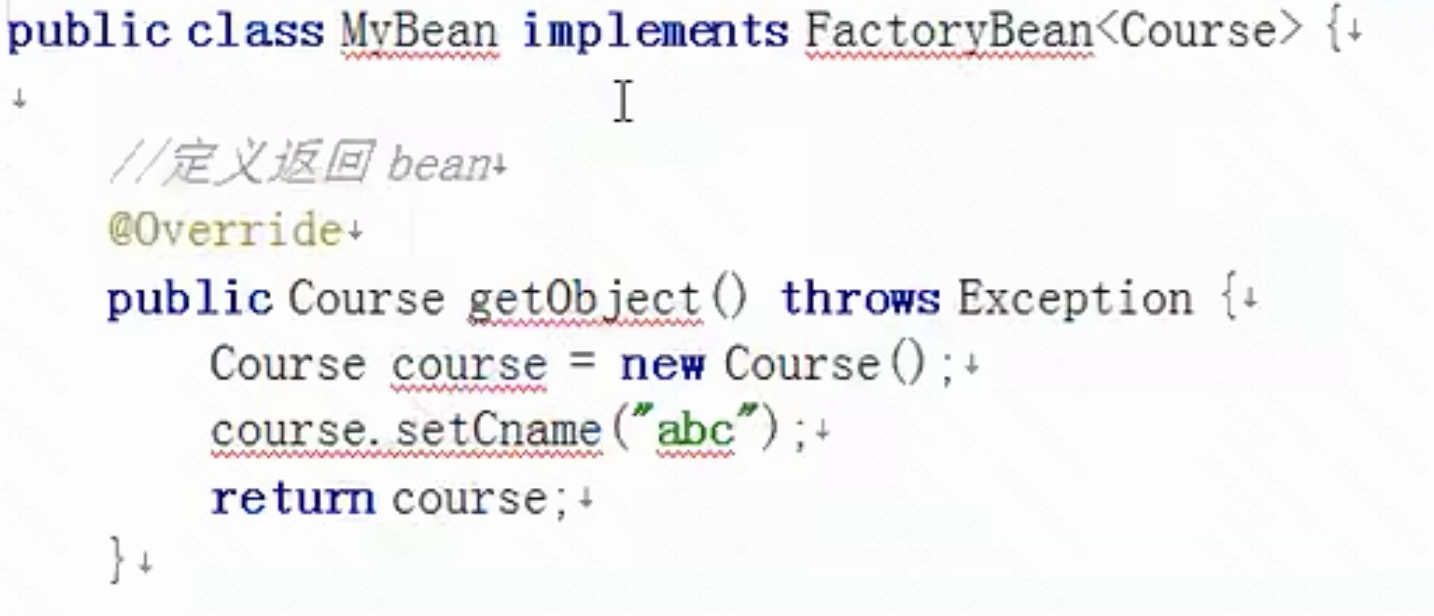 public class MyBean implements FactoryBean<Course> {↓
↓
//定义返回 bean↓
@Override↓
public Course getObject() throws Exception {↓
Course course = new Course();↓
course.setCname("abc");↓
return course;↓
}↓